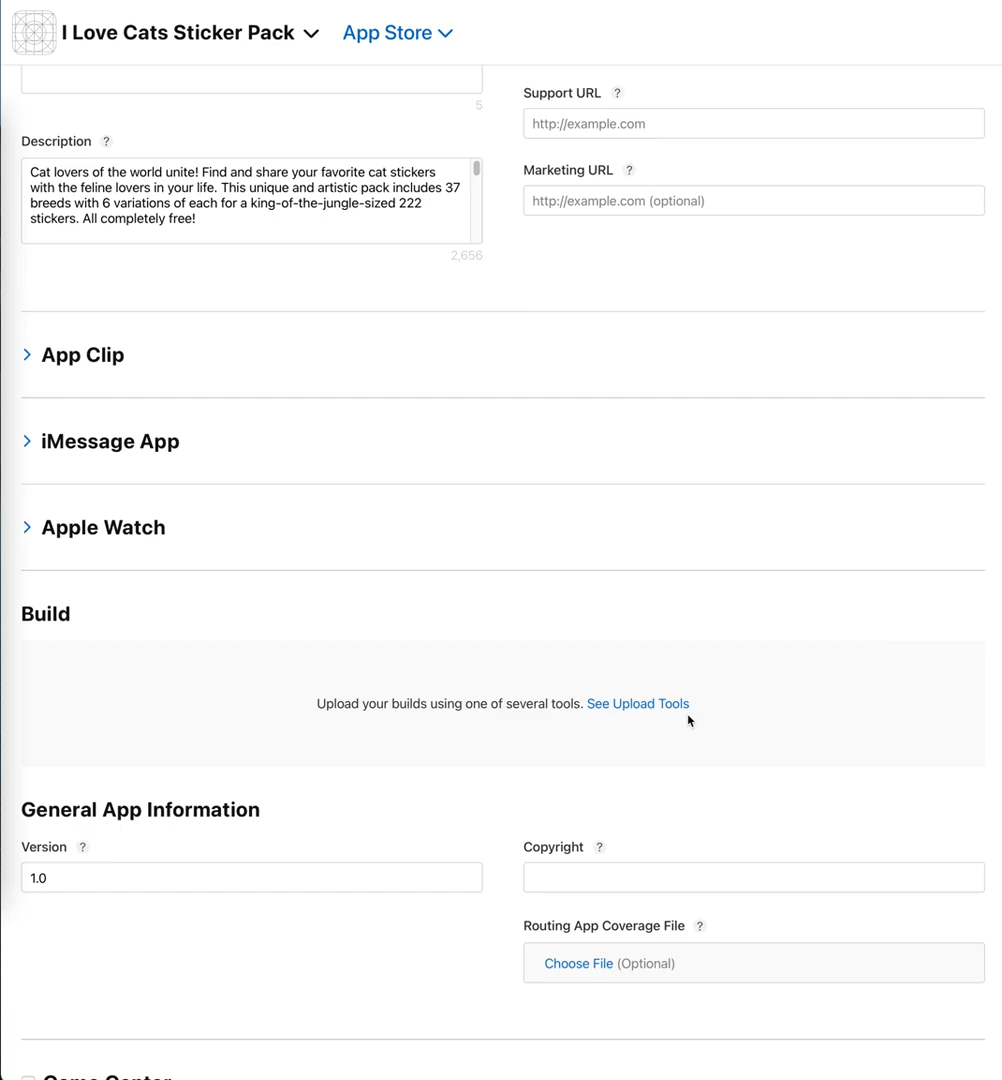 I Love Cats Sticker Pack
App Store
5
Support URL ?
http://example.com
Description ?
Cat lovers of the world unite! Find and share your favorite cat stickers
with the feline lovers in your life. This unique and artistic pack includes 37
breeds with 6 variations of each for a king-of-the-jungle-sized 222
stickers. All completely free!
2,656
Marketing URL ?
http://example.com (optional)
App Clip
iMessage App
Apple Watch
Build
Upload your builds using one of several tools. See Upload Tools
General App Information
Version ?
1.0
Copyright ?
Routing App Coverage File ?
Choose File (Optional)
Game Center